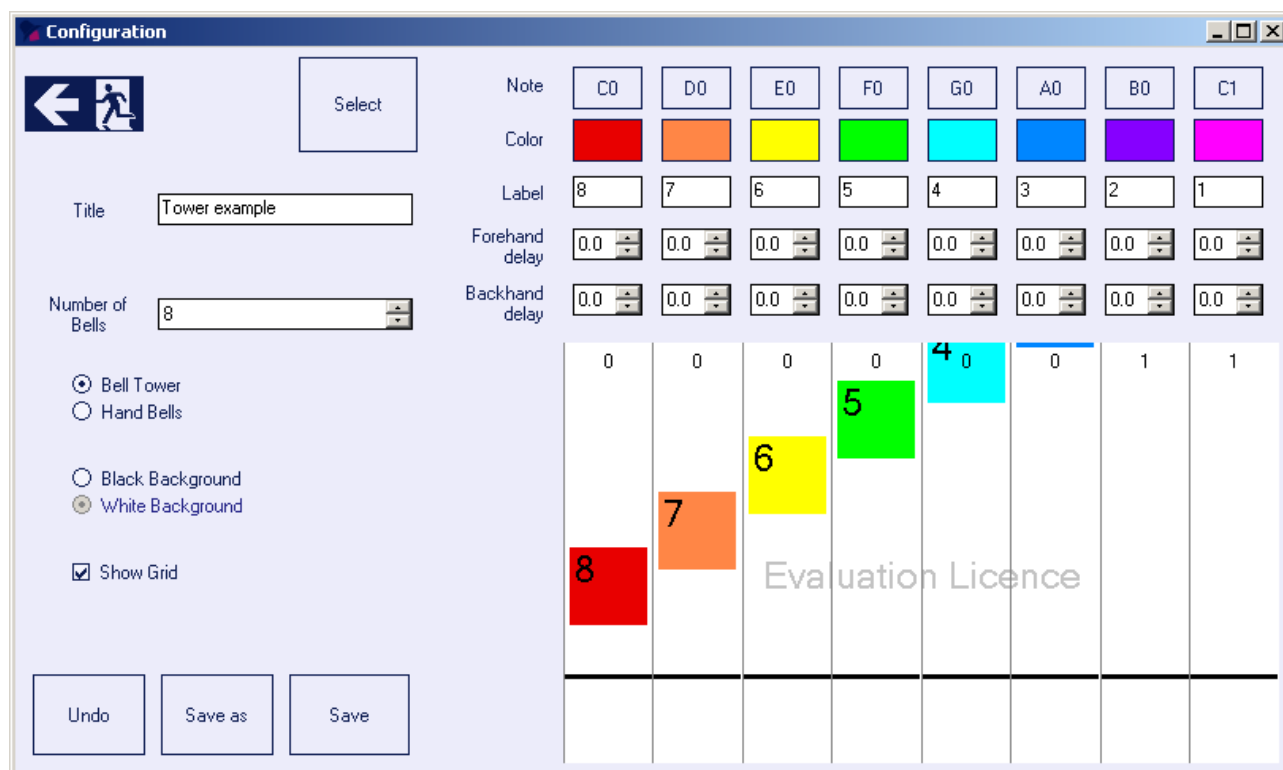 Configuration
Select
Note C0 D0 E0 F0 G0 A0 B0 C1
Color
Label 8 7 6 5 4 3 2 1
Title Tower example
Forehand
delay 0.0 0.0 0.0 0.0 0.0 0.0 0.0 0.0
Number of
Bells 8
Backhand
delay 0.0 0.0 0.0 0.0 0.0 0.0 0.0 0.0
0 0 0 0 0 0 1 1
4
Bell Tower
Hand Bells
5
6
Black Background
White Background
7
Show Grid
8
Evaluation Licence
Undo Save as Save